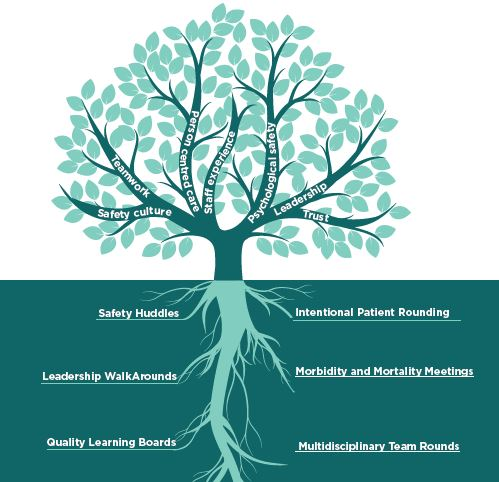 Teamwork
Safety culture
Person centred care
Staff experience
Psychological safety
Leadership
Trust
Safety Huddles
Intentional Patient Rounding
Leadership WalkArounds
Morbidity and Mortality Meetings
Quality Learning Boards
Multidisciplinary Team Rounds